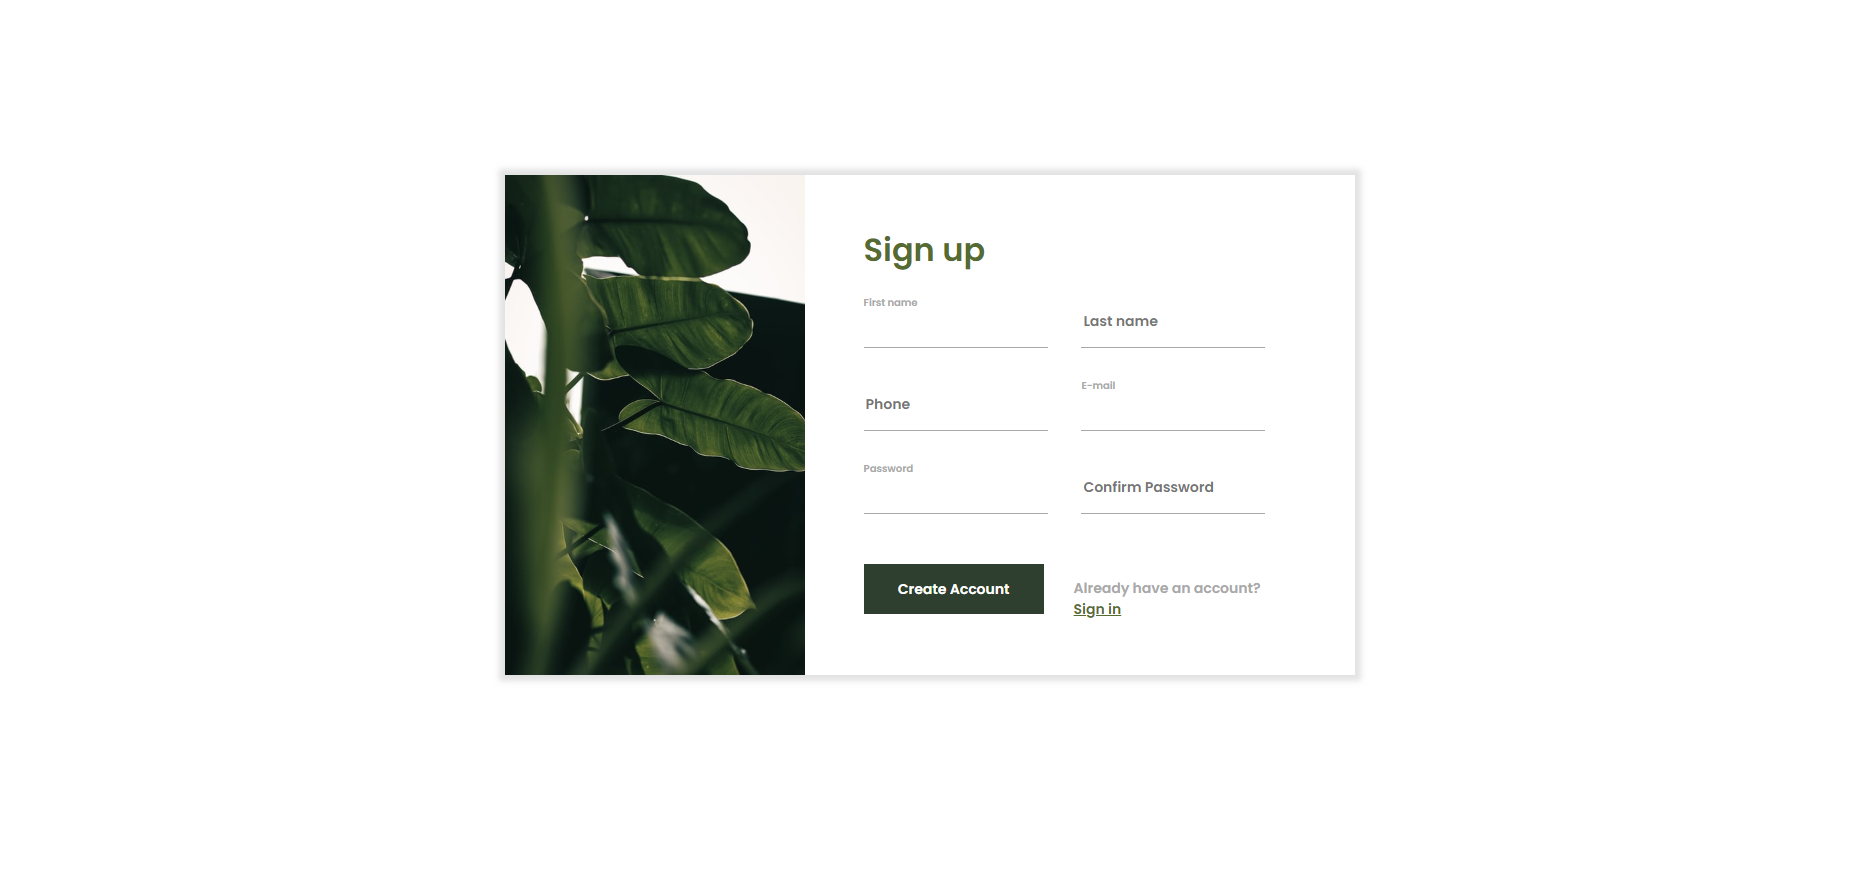 Sign up
First name
Last name
Phone
E-mail
Password
Confirm Password
Create Account
Already have an account?
Sign in